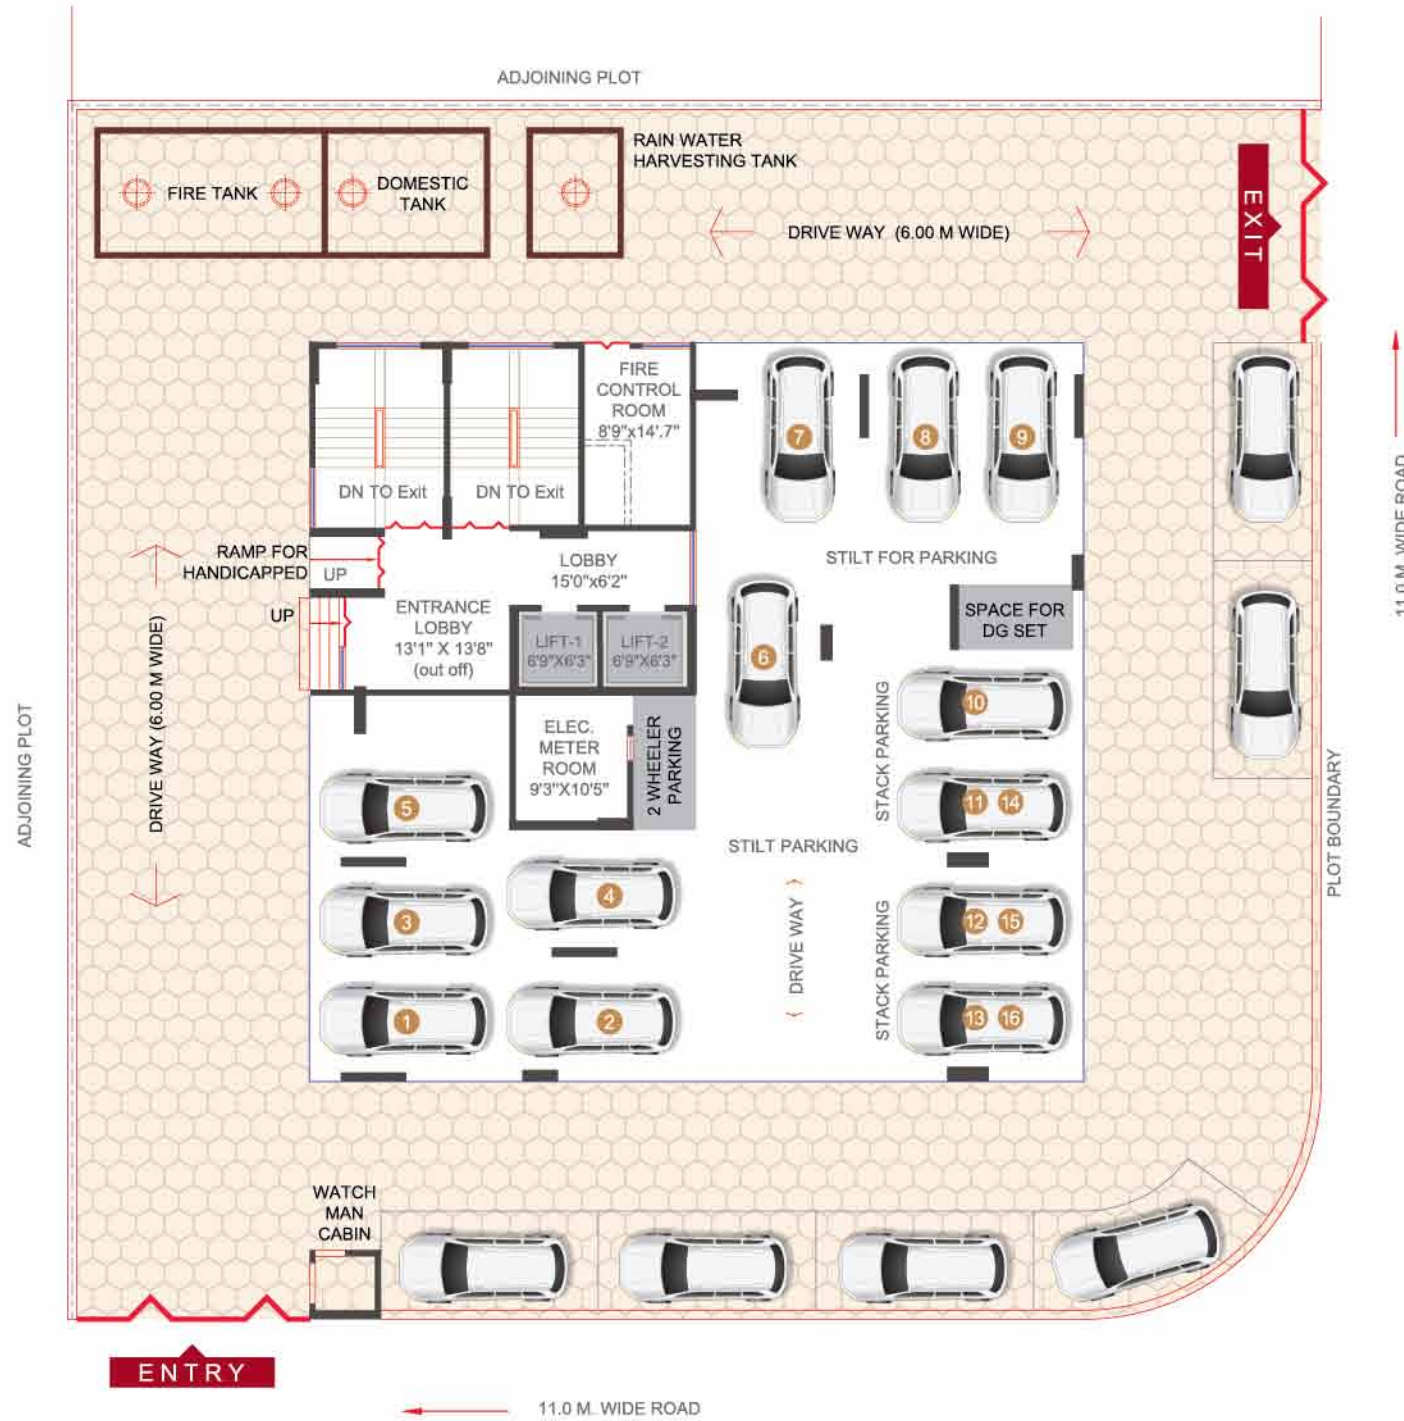 ADJOINING PLOT
RAIN WATER
HARVESTING TANK
FIRE TANK
DOMESTIC
TANK
DRIVE WAY (6.00 M WIDE)
EXIT
FIRE
CONTROL
ROOM
8'9"x14'.7"
7
8
9
DN TO Exit
DN TO Exit
11.0 M. WIDE ROAD
RAMP FOR
HANDICAPPED
UP
LOBBY
15'0"x6'2"
STILT FOR PARKING
UP
ENTRANCE
LOBBY
13'1" X 13'8"
(out off)
LIFT-1
6'9"X6'3"
LIFT-2
6'9"X6'3"
6
SPACE FOR
DG SET
ADJOINING PLOT
DRIVE WAY (6.00 M WIDE)
ELEC.
METER
ROOM
9'3"X10'5"
2 WHEELER
PARKING
STACK PARKING
10
PLOT BOUNDARY
5
11 14
STILT PARKING
4
3
DRIVE WAY
STACK PARKING
12 15
1
2
13 16
WATCH
MAN
CABIN
ENTRY
11.0 M. WIDE ROAD